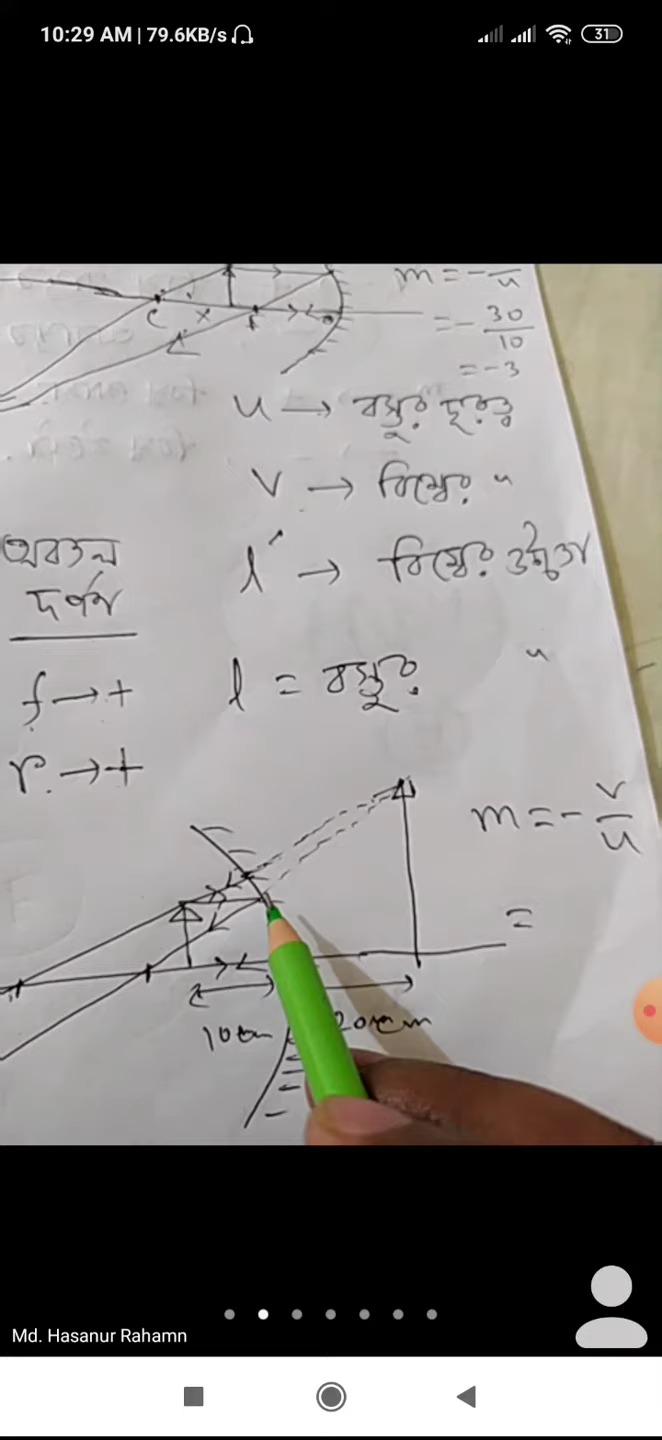 10:29 AM | 79.6KB/s
31
m = - /u
C
F
= - 30/10
= -3
u → বস্তুর দূরত্ব
v → বিম্বের "
অবতল
দর্পণ
l′ → বিম্বের উচ্চতা
f → +
l = বস্তুর "
r. → +
m = - v/u
=
10cm
20cm
Md. Hasanur Rahamn